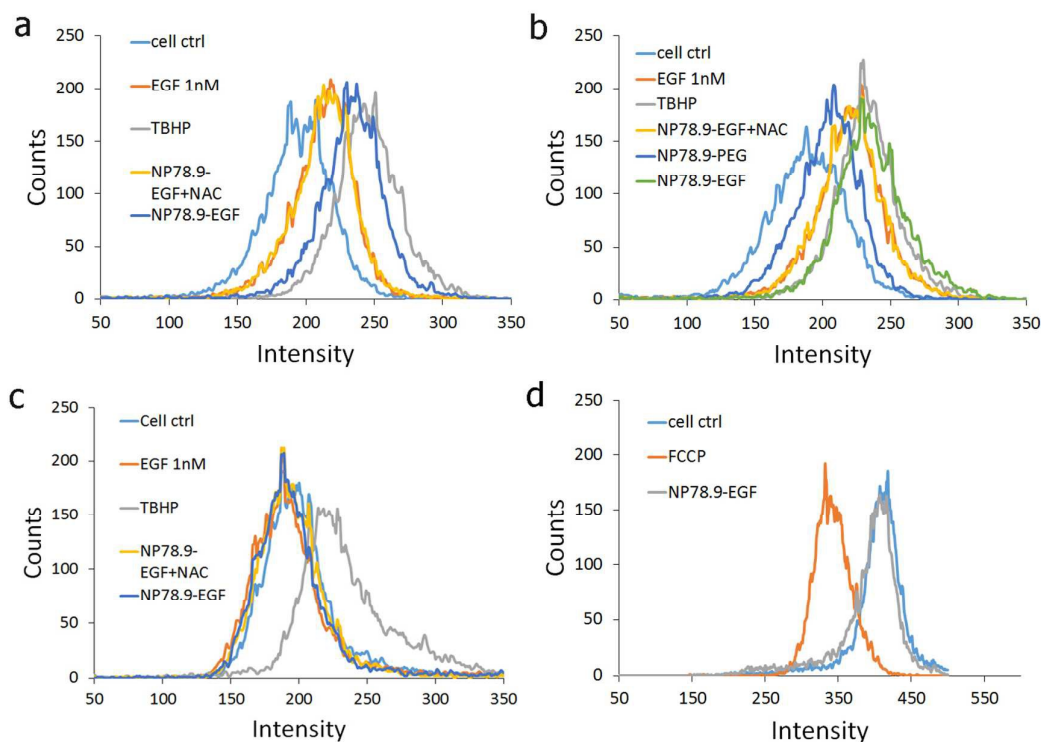 a
250
200
150
100
50
0
Counts
cell ctrl
EGF 1nM
TBHP
NP78.9-
EGF+NAC
NP78.9-EGF
50 100 150 200 250 300 350
Intensity
b
250
200
150
100
50
0
Counts
cell ctrl
EGF 1nM
TBHP
NP78.9-EGF+NAC
NP78.9-PEG
NP78.9-EGF
50 100 150 200 250 300 350
Intensity
c
250
200
150
100
50
0
Counts
Cell ctrl
EGF 1nM
TBHP
NP78.9-
EGF+NAC
NP78.9-EGF
50 100 150 200 250 300 350
Intensity
d
250
200
150
100
50
0
Counts
cell ctrl
FCCP
NP78.9-EGF
50 150 250 350 450 550
Intensity